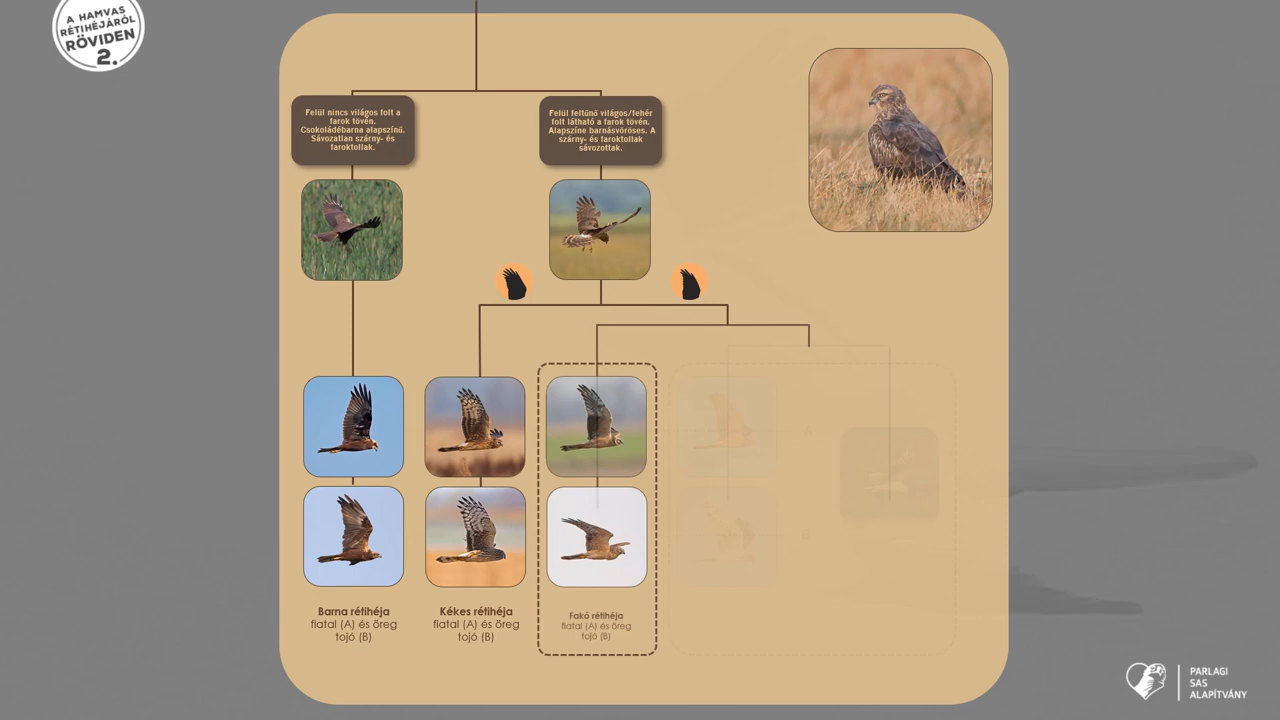 A HAMVAS
RÉTIHÉJÁRÓL
RÖVIDEN
2.
Felül nincs világos folt a
farok tövén.
Csokoládébarna alapszínű.
Sávozatlan szárny- és
faroktollak.
Felül feltűnő világos/fehér
folt látható a farok tövén.
Alapszíne barnásvöröses. A
szárny- és faroktollak
sávozottak.
Barna rétihéja
fiatal (A) és öreg
tojó (B)
Kékes rétihéja
fiatal (A) és öreg
tojó (B)
Fakó rétihéja
fiatal (A) és öreg
tojó (B)
PARLAGI
SAS
ALAPÍTVÁNY